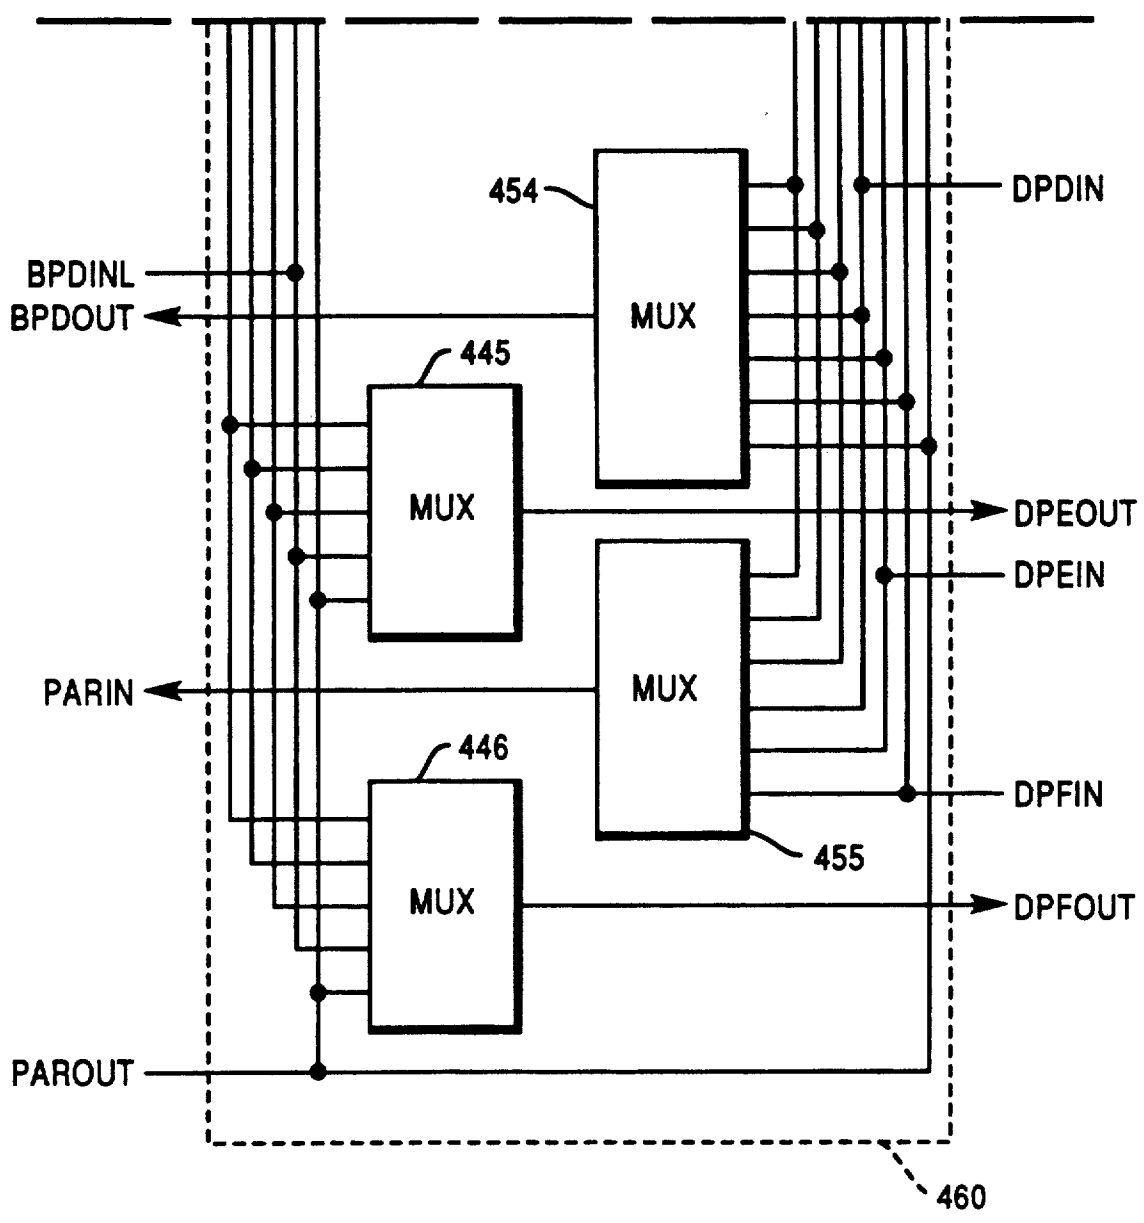 454
DPDIN
BPDINL
BPDOUT
MUX
445
MUX
DPEOUT
DPEIN
PARIN
MUX
446
DPFIN
455
MUX
DPFOUT
PAROUT
460